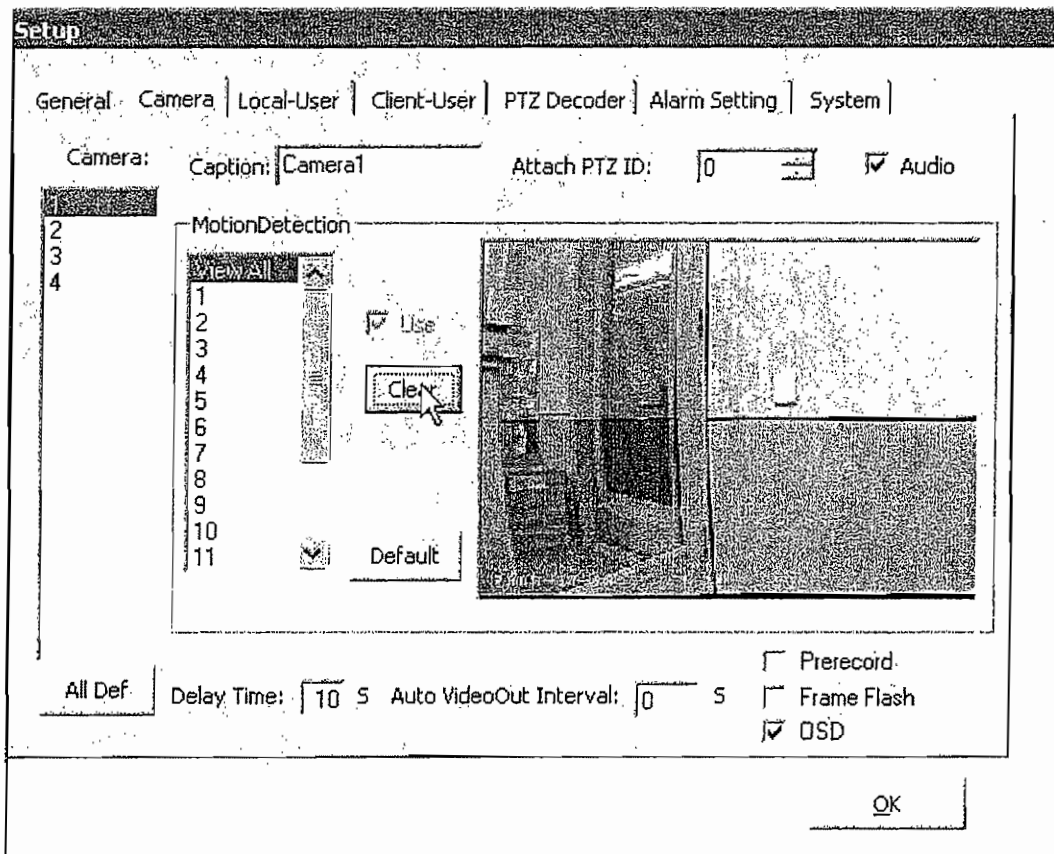 Setup
General Camera Local-User Client-User PTZ Decoder Alarm Setting System
Camera: Caption: Camera1 Attach PTZ ID: 0 Audio
1
2
3
4
MotionDetection
View All
1
2
3
4
5
6
7
8
9
10
11
Use
Clear
Default
Prerecord
All Def Delay Time: 10 S Auto VideoOut Interval: 0 S Frame Flash
OSD
OK